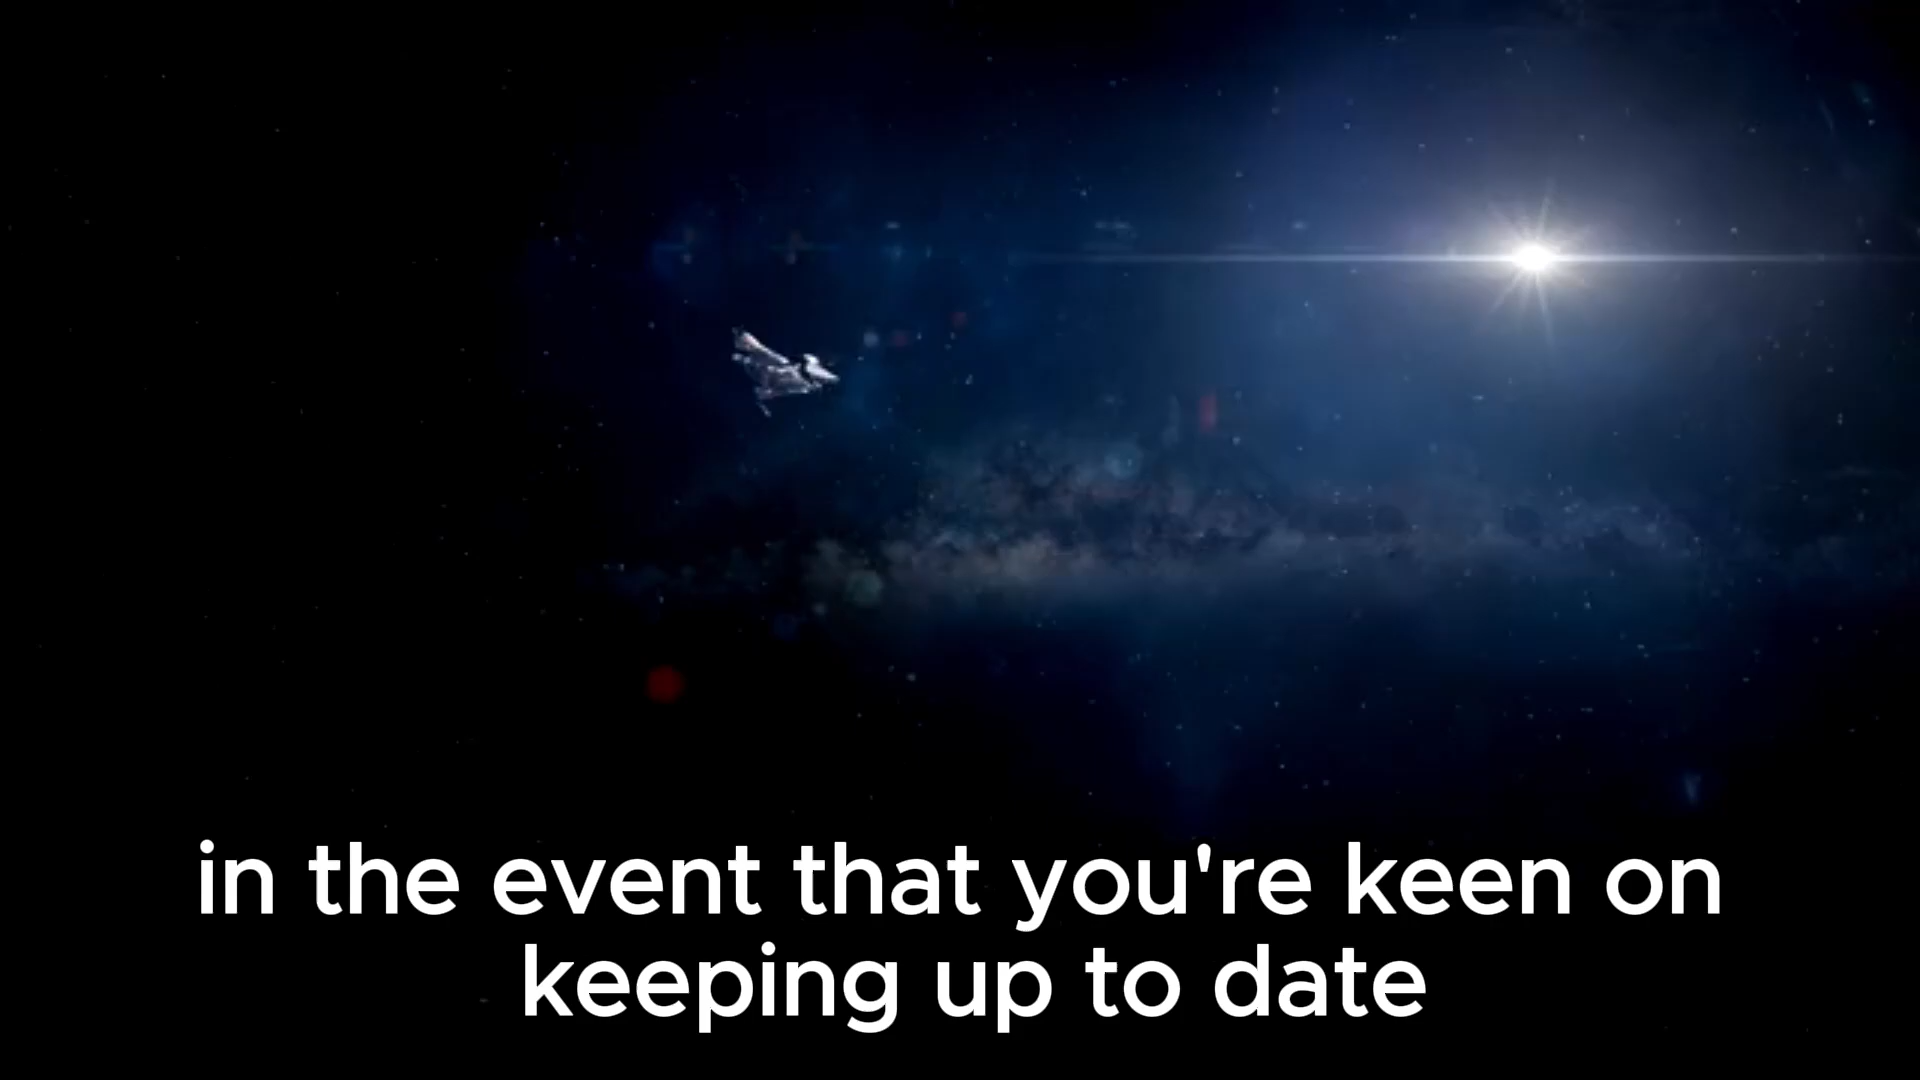 in the event that you're keen on
keeping up to date